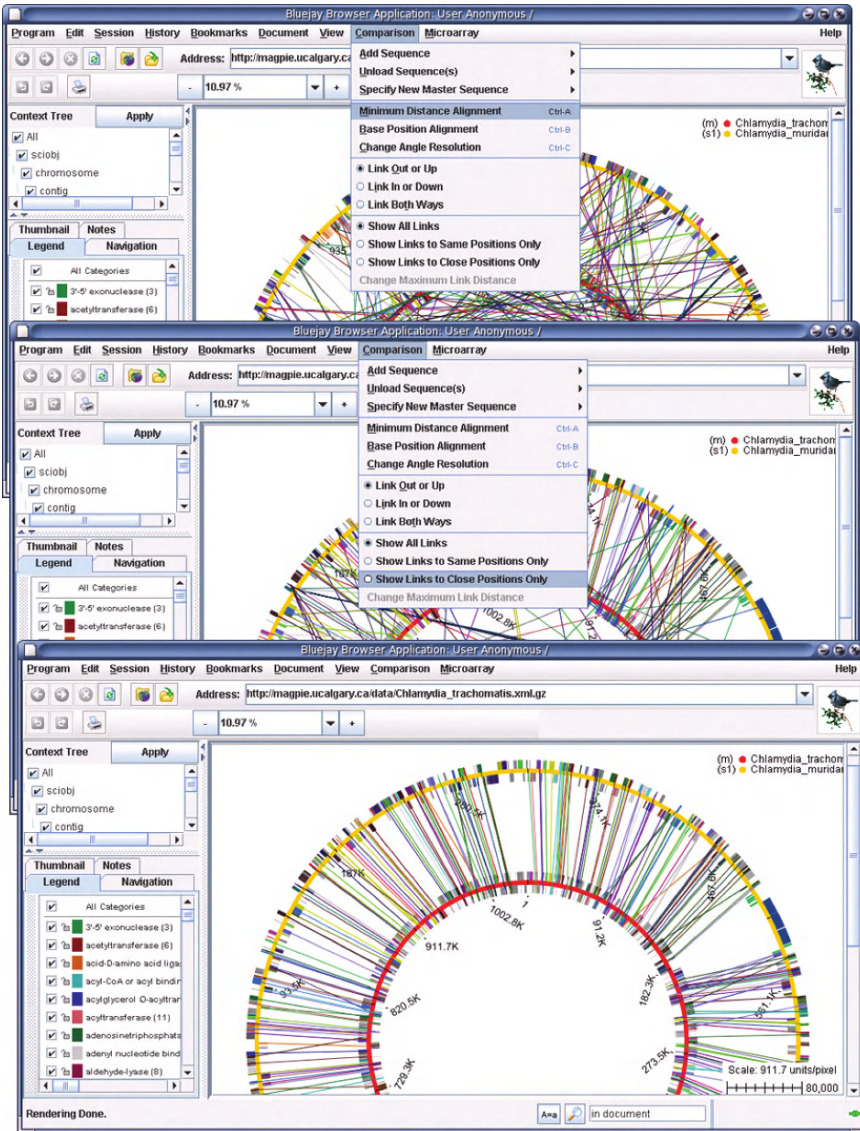 Bluejay Browser Application: User Anonymous /
Program Edit Session History Bookmarks Document View Comparison Microarray Help
Address: http://magpie.ucalgary.ca
- 10.97 % +
Add Sequence
Unload Sequence(s)
Specify New Master Sequence
Minimum Distance Alignment Ctrl-A
Base Position Alignment Ctrl-B
Change Angle Resolution Ctrl-C
Link Out or Up
Link In or Down
Link Both Ways
Show All Links
Show Links to Same Positions Only
Show Links to Close Positions Only
Change Maximum Link Distance
Context Tree Apply
All
sciobj
chromosome
contig
Thumbnail Notes
Legend Navigation
All Categories
3'-5' exonuclease (3)
acetyltransferase (6)
(m) Chlamydia_trachom
(s1) Chlamydia_muridar
Bluejay Browser Application: User Anonymous /
Program Edit Session History Bookmarks Document View Comparison Microarray Help
Address: http://magpie.ucalgary.ca
- 10.97 % +
Add Sequence
Unload Sequence(s)
Specify New Master Sequence
Minimum Distance Alignment Ctrl-A
Base Position Alignment Ctrl-B
Change Angle Resolution Ctrl-C
Link Out or Up
Link In or Down
Link Both Ways
Show All Links
Show Links to Same Positions Only
Show Links to Close Positions Only
Change Maximum Link Distance
Context Tree Apply
All
sciobj
chromosome
contig
Thumbnail Notes
Legend Navigation
All Categories
3'-5' exonuclease (3)
acetyltransferase (6)
(m) Chlamydia_trachom
(s1) Chlamydia_muridar
187K
467.6K
1002.8K
Bluejay Browser Application: User Anonymous /
Program Edit Session History Bookmarks Document View Comparison Microarray Help
Address: http://magpie.ucalgary.ca/data/Chlamydia_trachomatis.xml.gz
- 10.97 % +
Context Tree Apply
All
sciobj
chromosome
contig
Thumbnail Notes
Legend Navigation
All Categories
3'-5' exonuclease (3)
acetyltransferase (6)
acid-D-amino acid liga
acyl-CoA or acyl bindin
acylglycerol O-acyltran
acyltransferase (11)
adenosinetriphosphata
adenyl nucleotide bind
aldehyde-lyase (8)
(m) Chlamydia_trachom
(s1) Chlamydia_muridar
280.5K
374.1K
187K
467.6K
93.5K
561.1K
1
1002.8K
91.2K
911.7K
182.3K
820.5K
273.5K
729.3K
Scale: 911.7 units/pixel
80,000
Rendering Done.
A=a in document